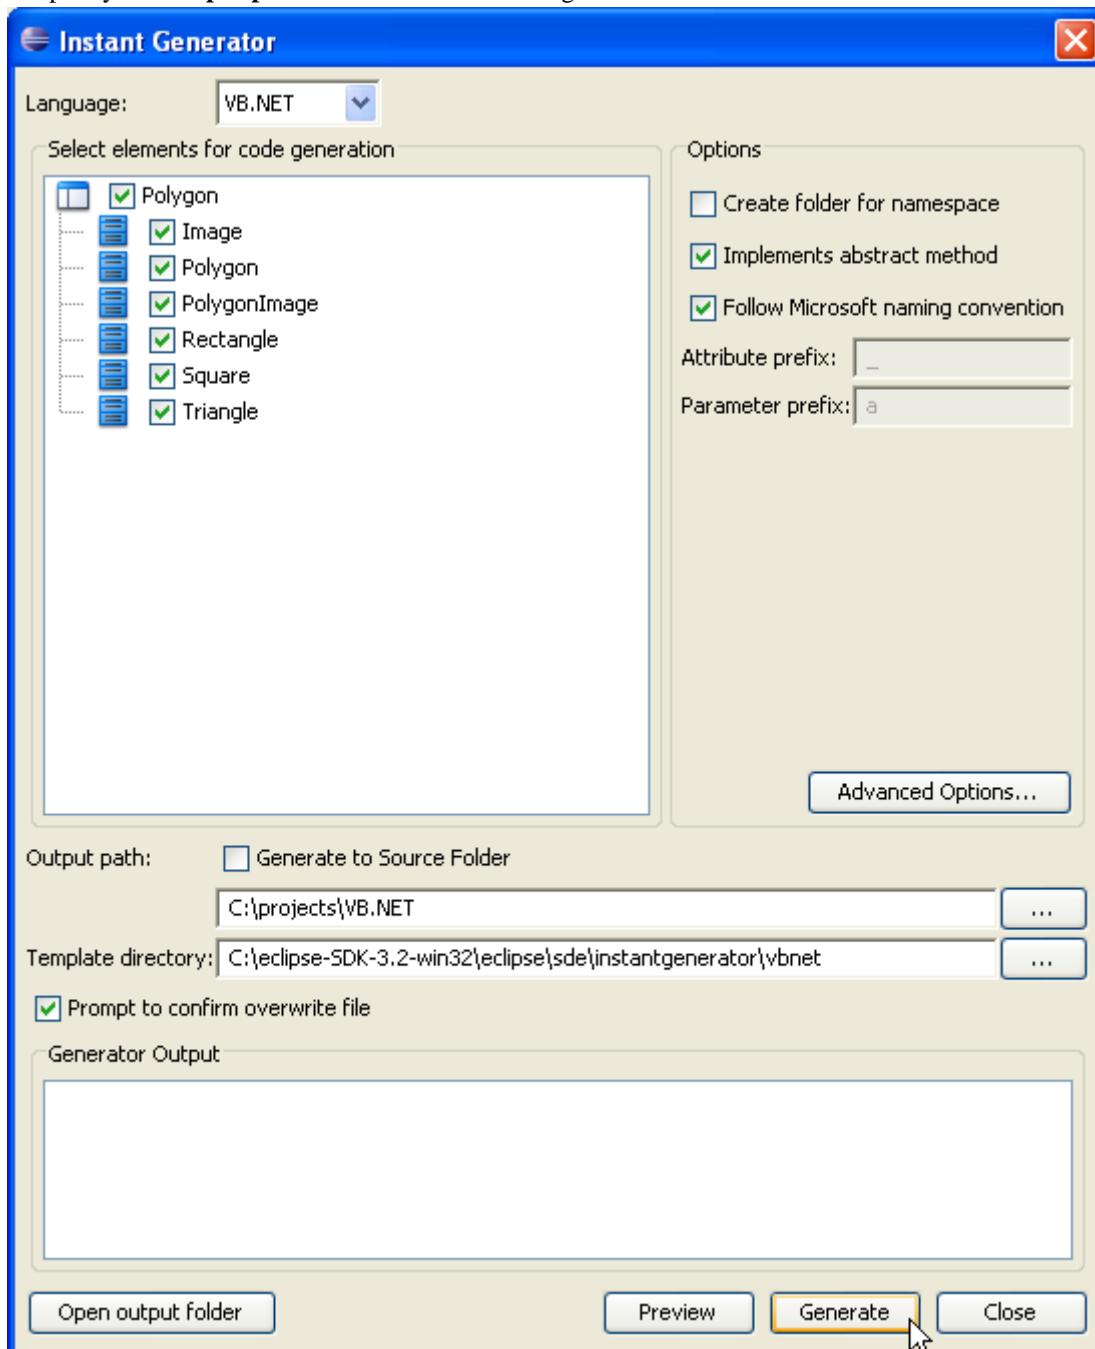 Instant Generator
Language: VB.NET
Select elements for code generation
Polygon
Image
Polygon
PolygonImage
Rectangle
Square
Triangle
Options
Create folder for namespace
Implements abstract method
Follow Microsoft naming convention
Attribute prefix: _
Parameter prefix: a
Advanced Options...
Output path: Generate to Source Folder
C:\projects\VB.NET ...
Template directory: C:\eclipse-SDK-3.2-win32\eclipse\sde\instantgenerator\vbnet ...
Prompt to confirm overwrite file
Generator Output
Open output folder Preview Generate Close